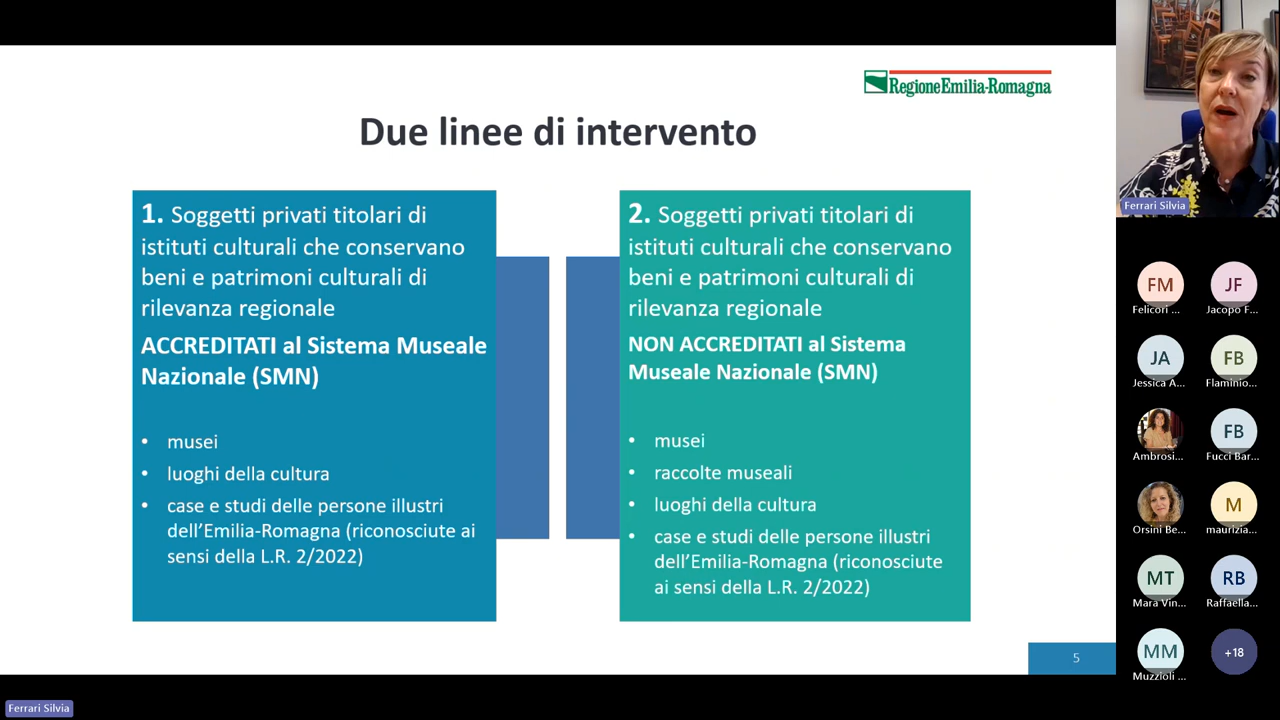 RegioneEmilia-Romagna
Due linee di intervento
1. Soggetti privati titolari di
istituti culturali che conservano
beni e patrimoni culturali di
rilevanza regionale
ACCREDITATI al Sistema Museale
Nazionale (SMN)
• musei
• luoghi della cultura
• case e studi delle persone illustri
dell’Emilia-Romagna (riconosciute ai
sensi della L.R. 2/2022)
2. Soggetti privati titolari di
istituti culturali che conservano
beni e patrimoni culturali di
rilevanza regionale
NON ACCREDITATI al Sistema
Museale Nazionale (SMN)
• musei
• raccolte museali
• luoghi della cultura
• case e studi delle persone illustri
dell’Emilia-Romagna (riconosciute
ai sensi della L.R. 2/2022)
5
Ferrari Silvia
FM
Felicori ...
JF
Jacopo F...
JA
Jessica A...
FB
Flaminio...
Ambrosi...
FB
Fucci Bar...
Orsini Be...
M
maurizia...
MT
Mara Vin...
RB
Raffaella...
MM
Muzzioli ...
+18
Ferrari Silvia